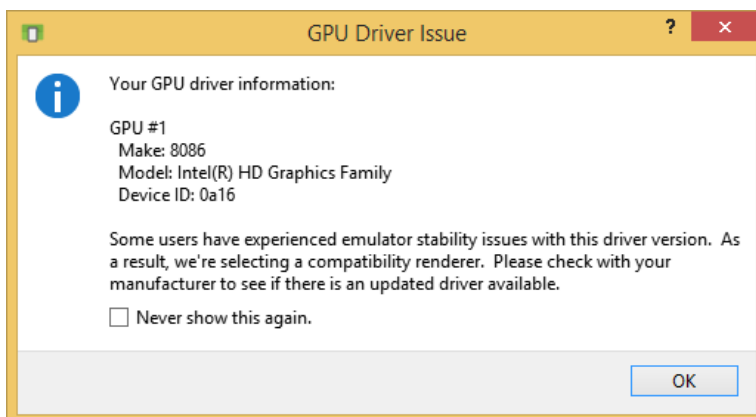 GPU Driver Issue
?
Your GPU driver information:
GPU #1
Make: 8086
Model: Intel(R) HD Graphics Family
Device ID: 0a16
Some users have experienced emulator stability issues with this driver version.  As
a result, we're selecting a compatibility renderer.  Please check with your
manufacturer to see if there is an updated driver available.
Never show this again.
OK